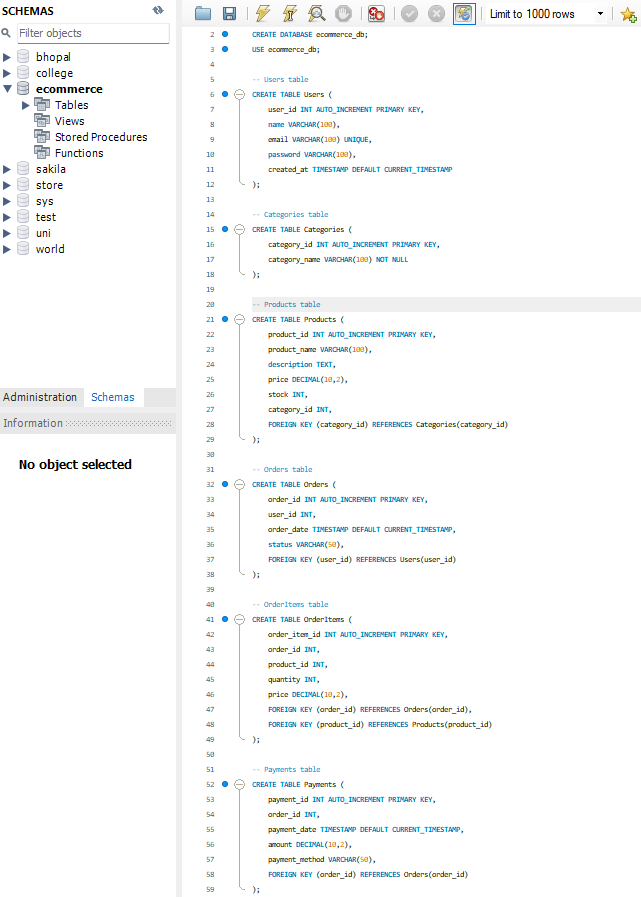 SCHEMAS
Filter objects
bhopal
college
ecommerce
Tables
Views
Stored Procedures
Functions
sakila
store
sys
test
uni
world
Administration Schemas
Information
No object selected
Limit to 1000 rows
2 CREATE DATABASE ecommerce_db;
3 USE ecommerce_db;
4
5 -- Users table
6 CREATE TABLE Users (
7 user_id INT AUTO_INCREMENT PRIMARY KEY,
8 name VARCHAR(100),
9 email VARCHAR(100) UNIQUE,
10 password VARCHAR(100),
11 created_at TIMESTAMP DEFAULT CURRENT_TIMESTAMP
12 );
13
14 -- Categories table
15 CREATE TABLE Categories (
16 category_id INT AUTO_INCREMENT PRIMARY KEY,
17 category_name VARCHAR(100) NOT NULL
18 );
19
20 -- Products table
21 CREATE TABLE Products (
22 product_id INT AUTO_INCREMENT PRIMARY KEY,
23 product_name VARCHAR(100),
24 description TEXT,
25 price DECIMAL(10,2),
26 stock INT,
27 category_id INT,
28 FOREIGN KEY (category_id) REFERENCES Categories(category_id)
29 );
30
31 -- Orders table
32 CREATE TABLE Orders (
33 order_id INT AUTO_INCREMENT PRIMARY KEY,
34 user_id INT,
35 order_date TIMESTAMP DEFAULT CURRENT_TIMESTAMP,
36 status VARCHAR(50),
37 FOREIGN KEY (user_id) REFERENCES Users(user_id)
38 );
39
40 -- OrderItems table
41 CREATE TABLE OrderItems (
42 order_item_id INT AUTO_INCREMENT PRIMARY KEY,
43 order_id INT,
44 product_id INT,
45 quantity INT,
46 price DECIMAL(10,2),
47 FOREIGN KEY (order_id) REFERENCES Orders(order_id),
48 FOREIGN KEY (product_id) REFERENCES Products(product_id)
49 );
50
51 -- Payments table
52 CREATE TABLE Payments (
53 payment_id INT AUTO_INCREMENT PRIMARY KEY,
54 order_id INT,
55 payment_date TIMESTAMP DEFAULT CURRENT_TIMESTAMP,
56 amount DECIMAL(10,2),
57 payment_method VARCHAR(50),
58 FOREIGN KEY (order_id) REFERENCES Orders(order_id)
59 );